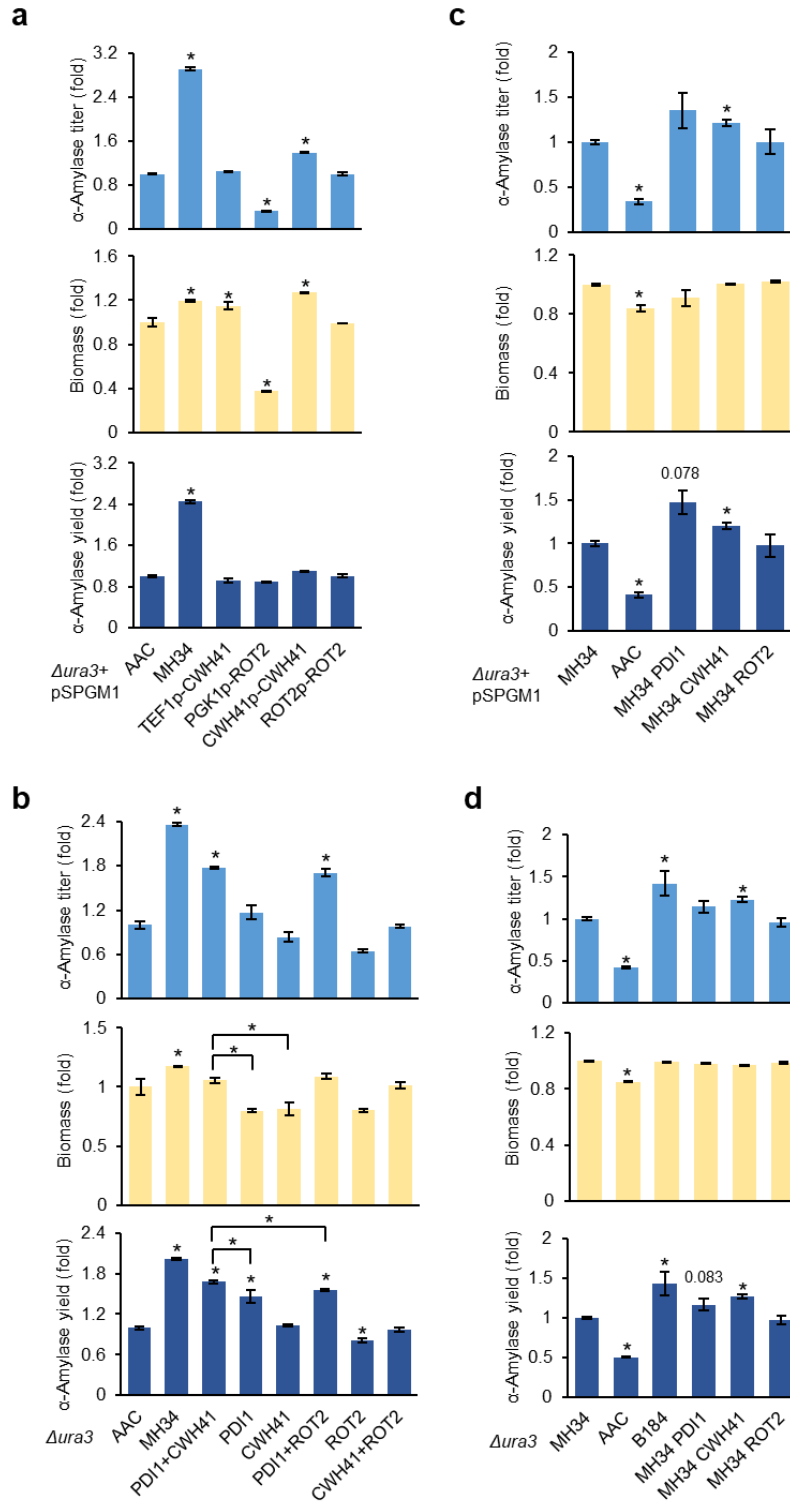 a
α-Amylase titer (fold)
3.2
2.4
1.6
0.8
0
*
*
*
Biomass (fold)
1.6
1.2
0.8
0.4
0
*
*
*
*
α-Amylase yield (fold)
3.2
2.4
1.6
0.8
0
*
Δura3+
pSPGM1
AAC
MH34
TEF1p-CWH41
PGK1p-ROT2
CWH41p-CWH41
ROT2p-ROT2
c
α-Amylase titer (fold)
2
1.5
1
0.5
0
*
*
Biomass (fold)
1.2
0.8
0.4
0
*
α-Amylase yield (fold)
2
1.5
1
0.5
0
*
0.078
*
Δura3+
pSPGM1
MH34
AAC
MH34 PDI1
MH34 CWH41
MH34 ROT2
b
α-Amylase titer (fold)
2.4
1.8
1.2
0.6
0
*
*
*
Biomass (fold)
1.5
1
0.5
0
*
*
*
α-Amylase yield (fold)
2.4
1.8
1.2
0.6
0
*
*
*
*
*
*
*
Δura3
AAC
MH34
PDI1+CWH41
PDI1
CWH41
PDI1+ROT2
ROT2
CWH41+ROT2
d
α-Amylase titer (fold)
2
1.5
1
0.5
0
*
*
*
Biomass (fold)
1.2
0.8
0.4
0
*
α-Amylase yield (fold)
2
1.5
1
0.5
0
*
*
0.083
*
Δura3
MH34
AAC
B184
MH34 PDI1
MH34 CWH41
MH34 ROT2